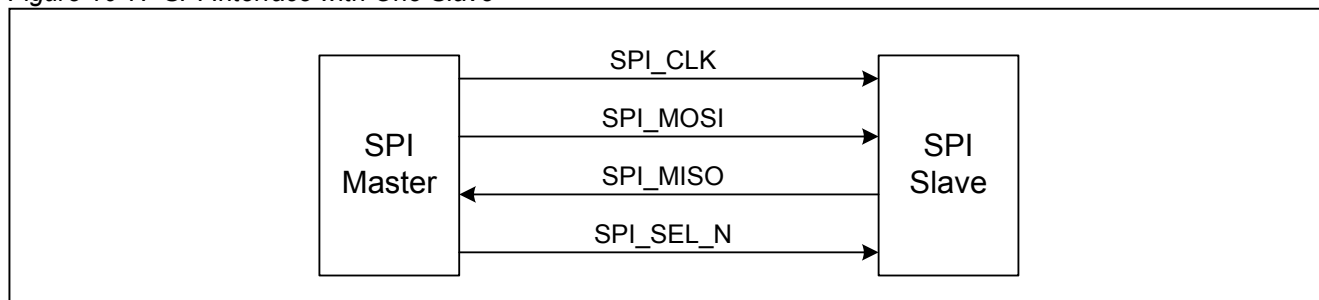 SPI_CLK
SPI_MOSI
SPI
Master
SPI_MISO
SPI_SEL_N
SPI
Slave